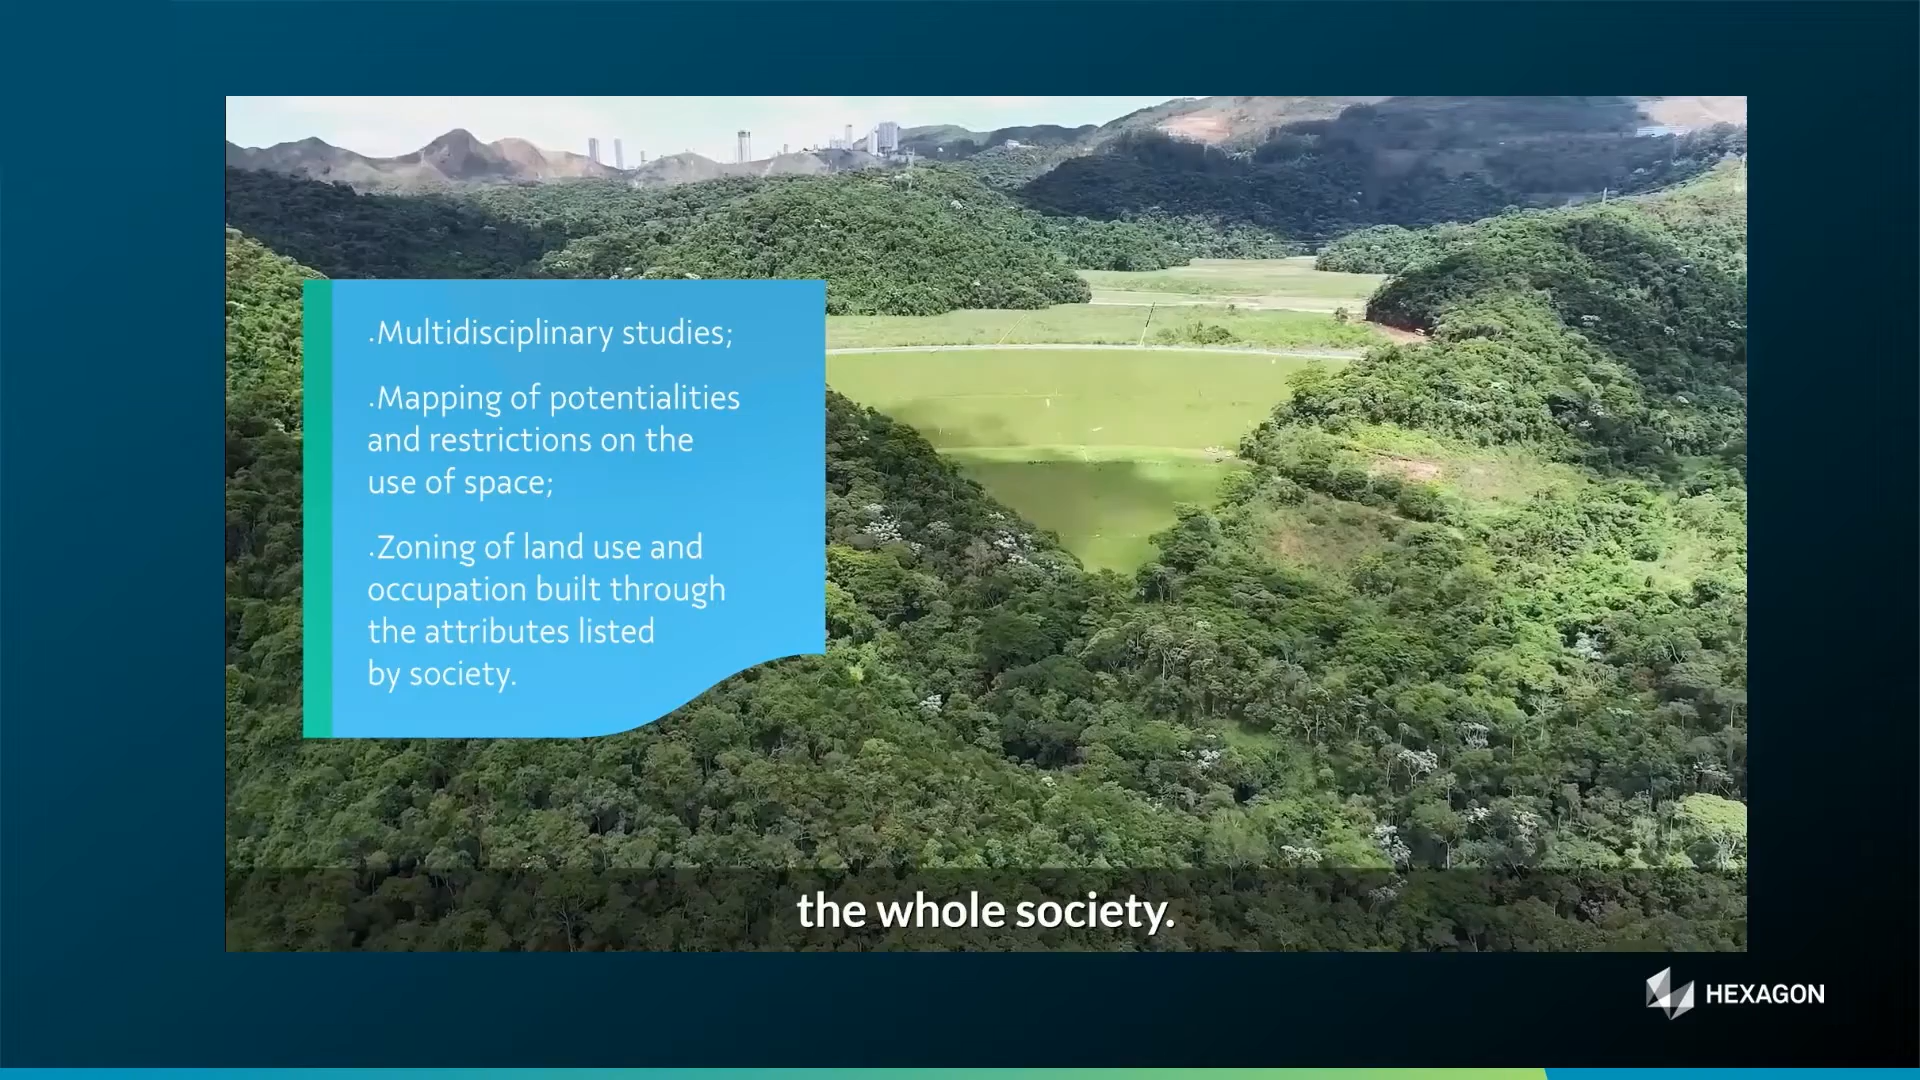 .Multidisciplinary studies;
.Mapping of potentialities
and restrictions on the
use of space;
.Zoning of land use and
occupation built through
the attributes listed
by society.
the whole society.
HEXAGON